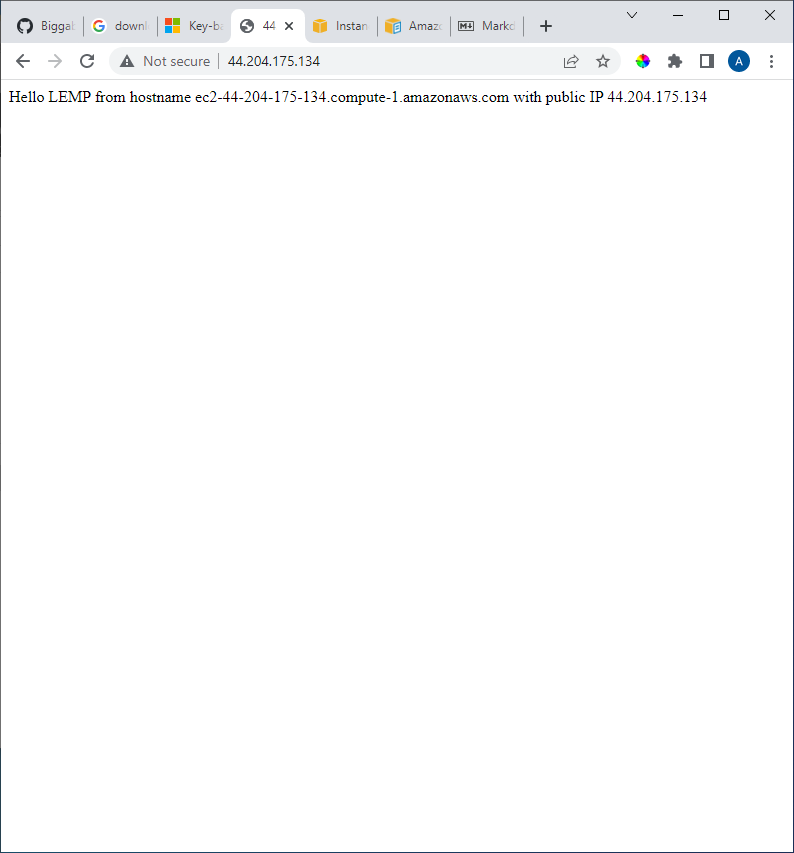 Biggab
downl
Key-ba
44
Instan
Amazo
Markd
Not secure
44.204.175.134
A
Hello LEMP from hostname ec2-44-204-175-134.compute-1.amazonaws.com with public IP 44.204.175.134